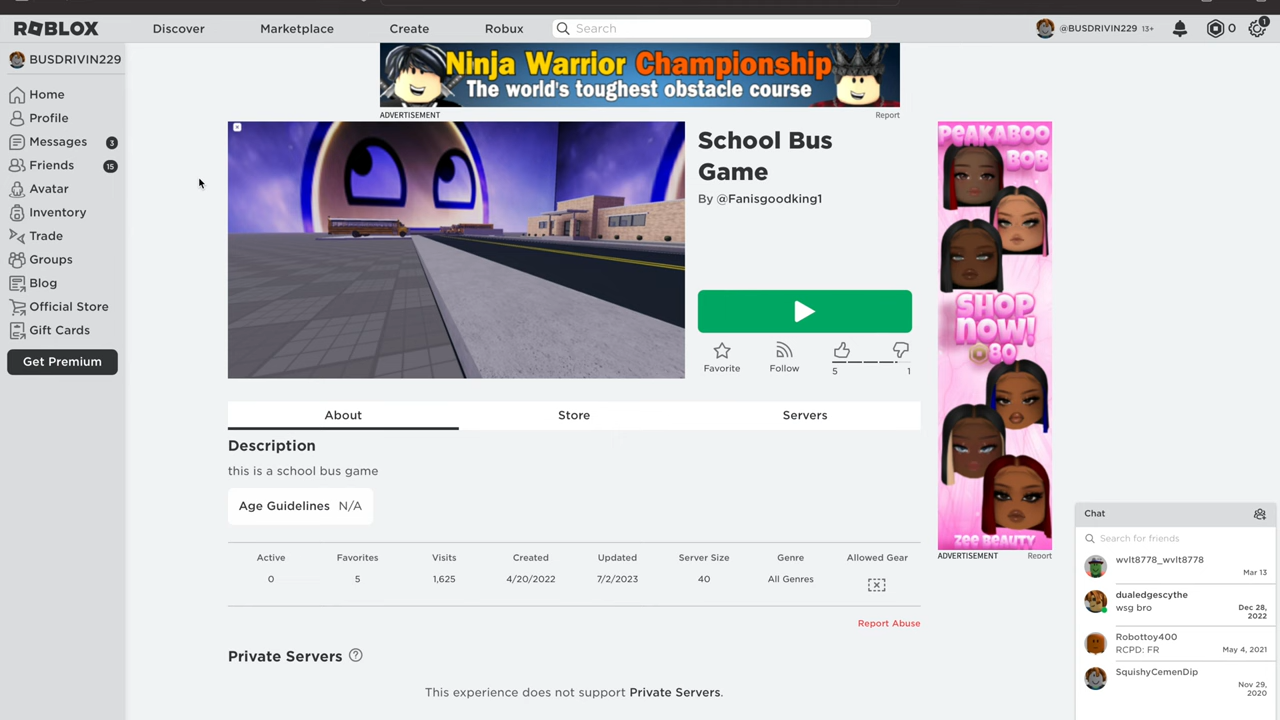 ROBLOX
Discover
Marketplace
Create
Robux
Search
@BUSDRIVIN229 13+
0
1
BUSDRIVIN229
Home
Profile
Messages 3
Friends 15
Avatar
Inventory
Trade
Groups
Blog
Official Store
Gift Cards
Get Premium
Ninja Warrior Championship
The world's toughest obstacle course
ADVERTISEMENT
Report
School Bus
Game
By @Fanisgoodking1
Favorite
Follow
5
1
About
Store
Servers
Description
this is a school bus game
Age Guidelines N/A
Active Favorites Visits Created Updated Server Size Genre Allowed Gear
0 5 1,625 4/20/2022 7/2/2023 40 All Genres
Report Abuse
Private Servers
This experience does not support Private Servers.
PEAKABOO
BOB
SHOP
NOW!
80
ZEE BEAUTY
ADVERTISEMENT
Report
Chat
Search for friends
wvlt8778_wvlt8778
Mar 13
dualedgescythe
wsg bro
Dec 28,
2022
Robottoy400
RCPD: FR
May 4, 2021
SquishyCemenDip
Nov 29,
2020